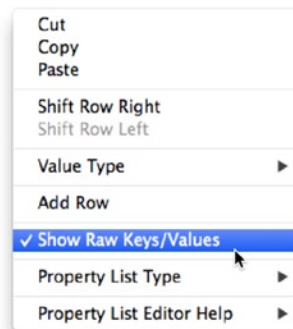 Cut
Copy
Paste
Shift Row Right
Shift Row Left
Value Type
Add Row
✓ Show Raw Keys/Values
Property List Type
Property List Editor Help